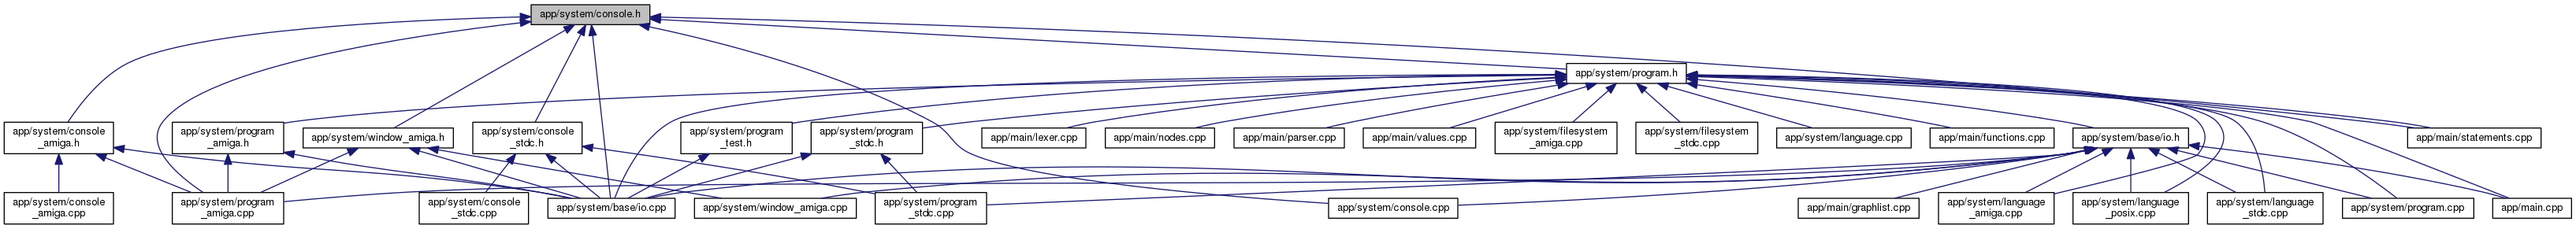 app/system/console.h
app/system/program.h
app/system/console
_amiga.h
app/system/program
_amiga.h
app/system/window_amiga.h
app/system/console
_stdc.h
app/system/program
_test.h
app/system/program
_stdc.h
app/main/lexer.cpp
app/main/nodes.cpp
app/main/parser.cpp
app/main/values.cpp
app/system/filesystem
_amiga.cpp
app/system/filesystem
_stdc.cpp
app/system/language.cpp
app/main/functions.cpp
app/system/base/io.h
app/main/statements.cpp
app/system/console
_amiga.cpp
app/system/program
_amiga.cpp
app/system/console
_stdc.cpp
app/system/base/io.cpp
app/system/window_amiga.cpp
app/system/program
_stdc.cpp
app/system/console.cpp
app/main/graphlist.cpp
app/system/language
_amiga.cpp
app/system/language
_posix.cpp
app/system/language
_stdc.cpp
app/system/program.cpp
app/main.cpp